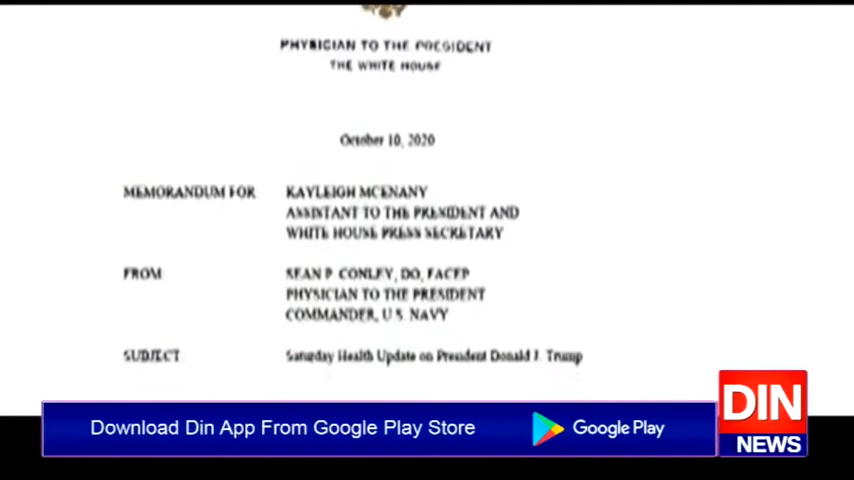 PHYSICIAN TO THE PRESIDENT
THE WHITE HOUSE
October 10, 2020
MEMORANDUM FOR KAYLEIGH MCENANY
ASSISTANT TO THE PRESIDENT AND
WHITE HOUSE PRESS SECRETARY
FROM SEAN P. CONLEY, DO, FACEP
PHYSICIAN TO THE PRESIDENT
COMMANDER, U.S. NAVY
SUBJECT Saturday Health Update on President Donald J. Trump
Download Din App From Google Play Store
Google Play
DIN
NEWS